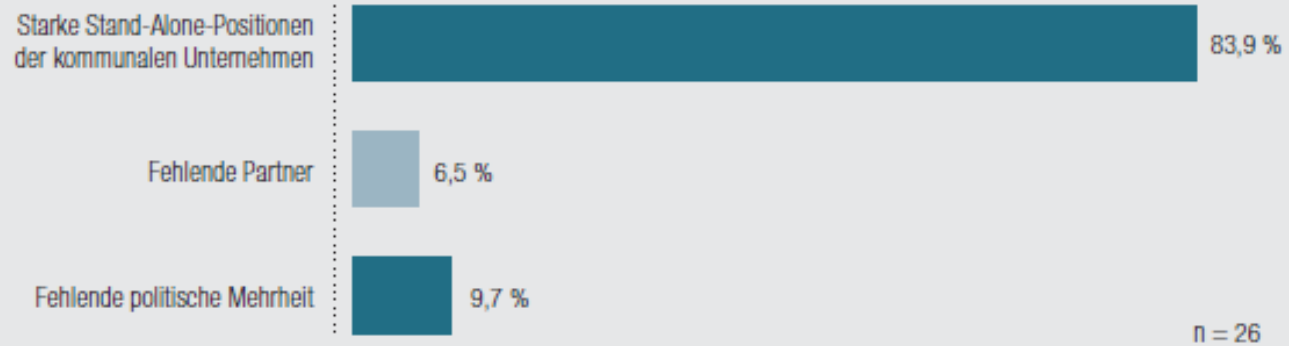 Starke Stand-Alone-Positionen
der kommunalen Unternehmen
83,9 %
Fehlende Partner
6,5 %
Fehlende politische Mehrheit
9,7 %
n = 26